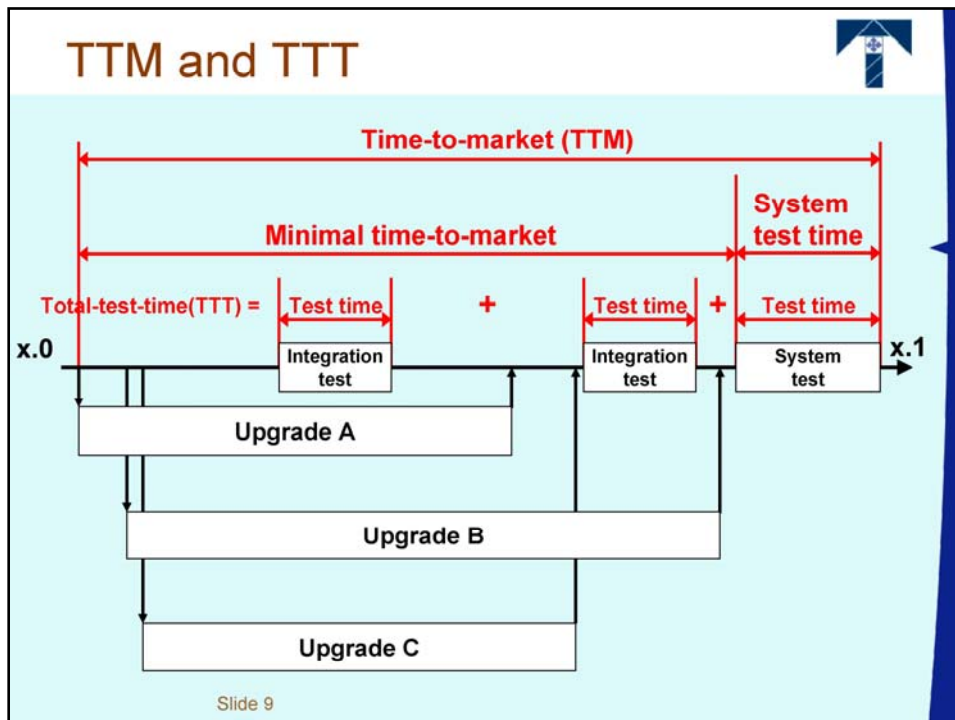 TTM and TTT
Time-to-market (TTM)
System
test time
Minimal time-to-market
Total-test-time(TTT) = Test time + Test time + Test time
x.0
Integration
test
Integration
test
System
test
x.1
Upgrade A
Upgrade B
Upgrade C
Slide 9